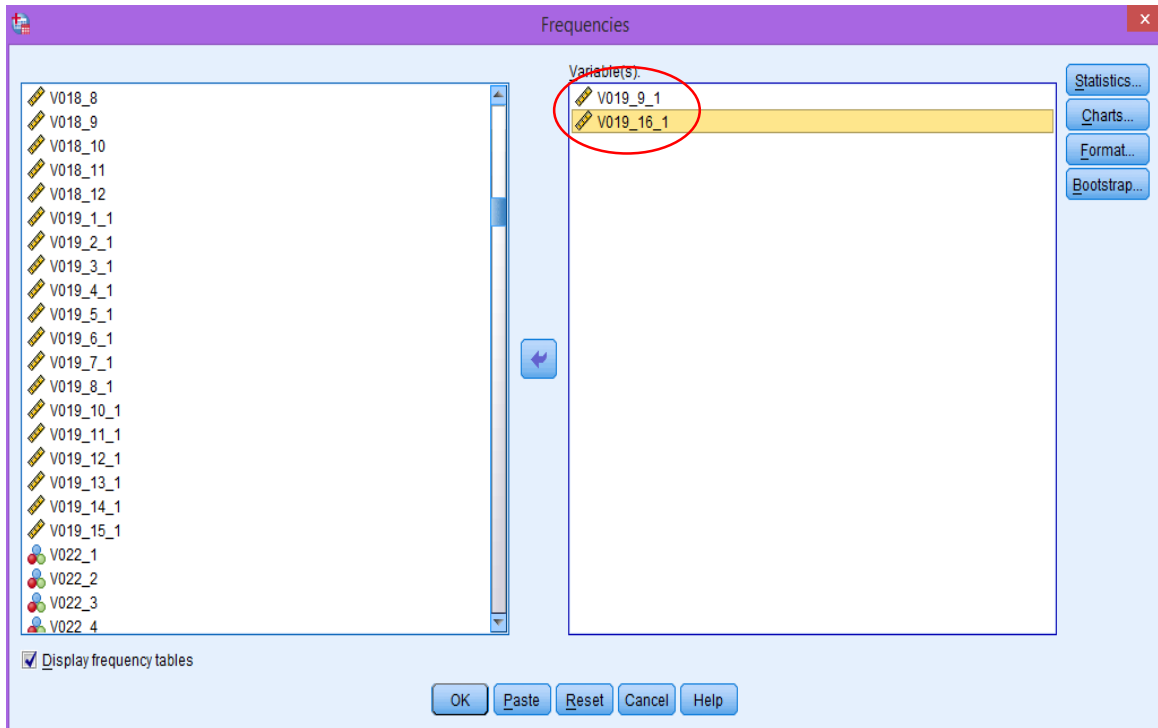 Frequencies
x
V018_8
V018_9
V018_10
V018_11
V018_12
V019_1_1
V019_2_1
V019_3_1
V019_4_1
V019_5_1
V019_6_1
V019_7_1
V019_8_1
V019_10_1
V019_11_1
V019_12_1
V019_13_1
V019_14_1
V019_15_1
V022_1
V022_2
V022_3
V022_4
Variable(s):
V019_9_1
V019_16_1
Statistics...
Charts...
Format...
Bootstrap...
Display frequency tables
OK Paste Reset Cancel Help